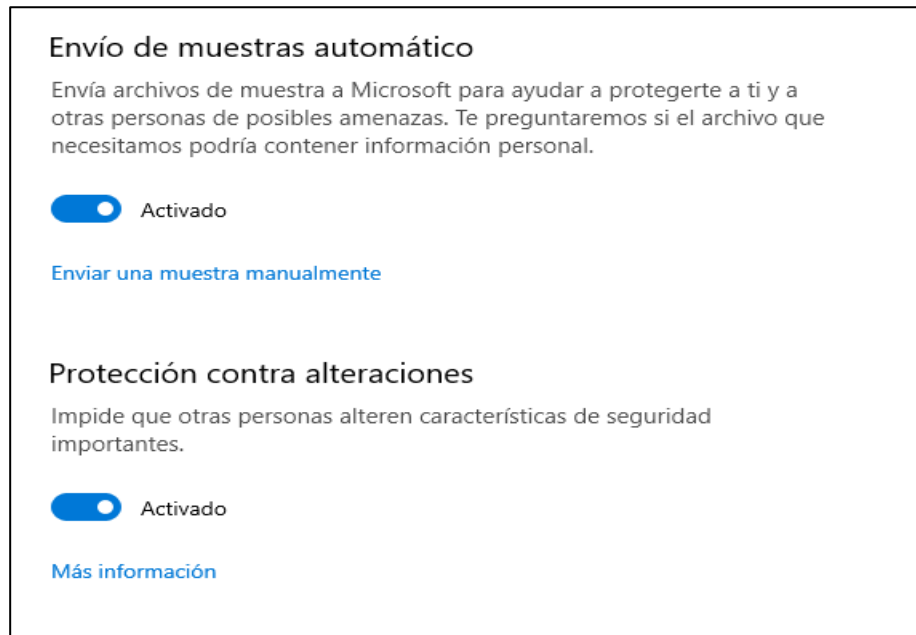 Envío de muestras automático
Envía archivos de muestra a Microsoft para ayudar a protegerte a ti y a
otras personas de posibles amenazas. Te preguntaremos si el archivo que
necesitamos podría contener información personal.
Activado
Enviar una muestra manualmente
Protección contra alteraciones
Impide que otras personas alteren características de seguridad
importantes.
Activado
Más información